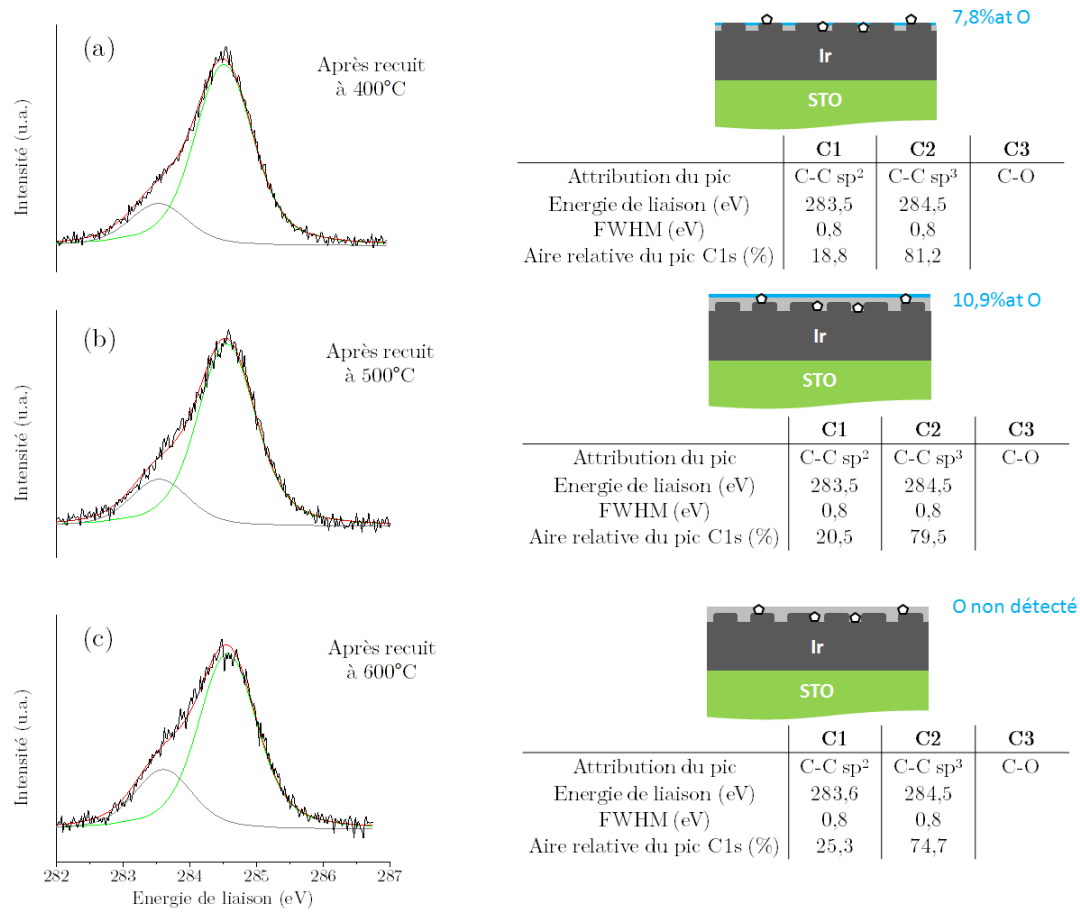 (a)
Après recuit
à 400°C
Intensité (u.a.)
7,8%at O
Ir
STO
C1 C2 C3
Attribution du pic C-C sp² C-C sp³ C-O
Energie de liaison (eV) 283,5 284,5
FWHM (eV) 0,8 0,8
Aire relative du pic C1s (%) 18,8 81,2
(b)
Après recuit
à 500°C
Intensité (u.a.)
10,9%at O
Ir
STO
C1 C2 C3
Attribution du pic C-C sp² C-C sp³ C-O
Energie de liaison (eV) 283,5 284,5
FWHM (eV) 0,8 0,8
Aire relative du pic C1s (%) 20,5 79,5
(c)
Après recuit
à 600°C
Intensité (u.a.)
282 283 284 285 286 287
Energie de liaison (eV)
O non détecté
Ir
STO
C1 C2 C3
Attribution du pic C-C sp² C-C sp³ C-O
Energie de liaison (eV) 283,6 284,5
FWHM (eV) 0,8 0,8
Aire relative du pic C1s (%) 25,3 74,7